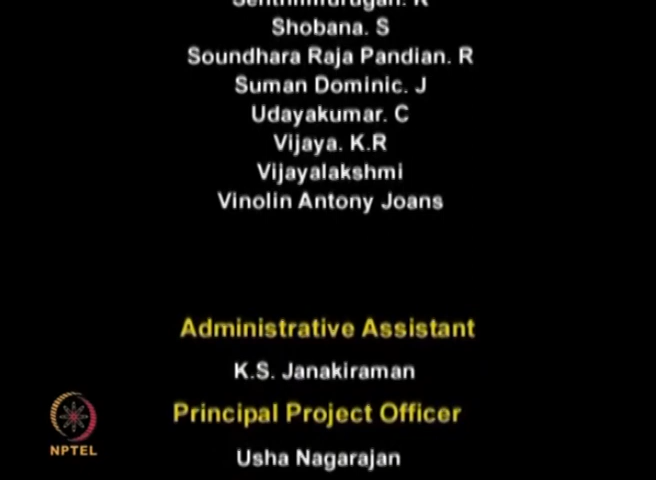 Shobana. S
Soundhara Raja Pandian. R
Suman Dominic. J
Udayakumar. C
Vijaya. K.R
Vijayalakshmi
Vinolin Antony Joans
Administrative Assistant
K.S. Janakiraman
Principal Project Officer
NPTEL
Usha Nagarajan